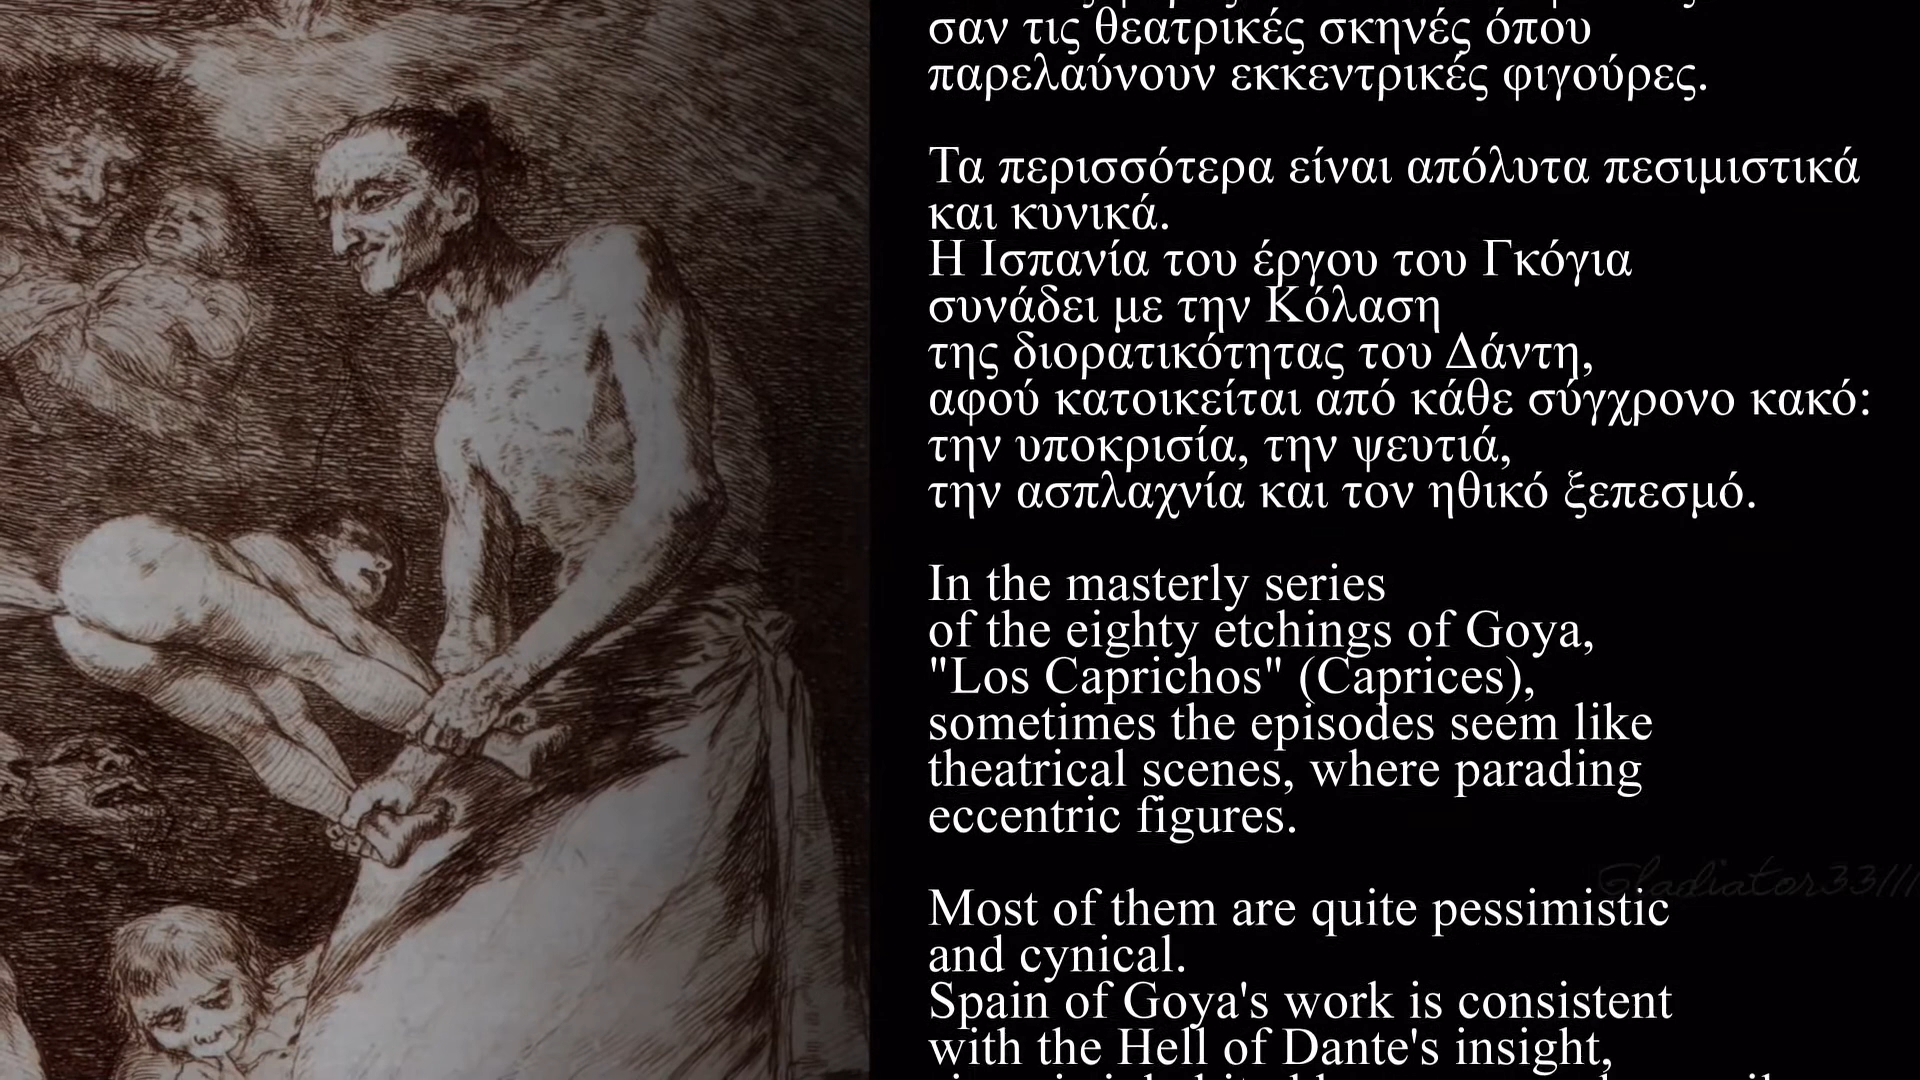 σαν τις θεατρικές σκηνές όπου
παρελαύνουν εκκεντρικές φιγούρες.
Τα περισσότερα είναι απόλυτα πεσιμιστικά
και κυνικά.
Η Ισπανία του έργου του Γκόγια
συνάδει με την Κόλαση
της διορατικότητας του Δάντη,
αφού κατοικείται από κάθε σύγχρονο κακό:
την υποκρισία, την ψευτιά,
την ασπλαχνία και τον ηθικό ξεπεσμό.
In the masterly series
of the eighty etchings of Goya,
"Los Caprichos" (Caprices),
sometimes the episodes seem like
theatrical scenes, where parading
eccentric figures.
Gladiator33111
Most of them are quite pessimistic
and cynical.
Spain of Goya's work is consistent
with the Hell of Dante's insight,